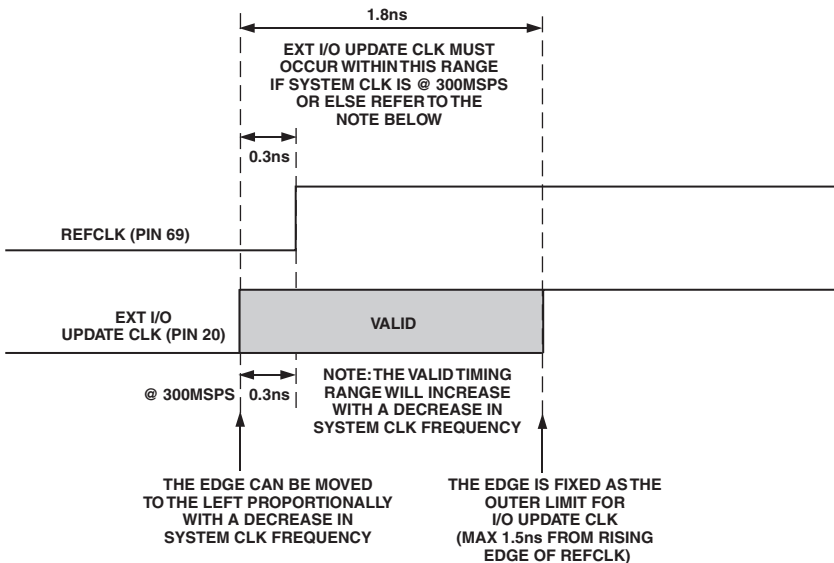 1.8ns
EXT I/O UPDATE CLK MUST
OCCUR WITHIN THIS RANGE
IF SYSTEM CLK IS @ 300MSPS
OR ELSE REFER TO THE
NOTE BELOW
0.3ns
REFCLK (PIN 69)
EXT I/O
UPDATE CLK (PIN 20)
VALID
@ 300MSPS
0.3ns
NOTE: THE VALID TIMING
RANGE WILL INCREASE
WITH A DECREASE IN
SYSTEM CLK FREQUENCY
THE EDGE CAN BE MOVED
TO THE LEFT PROPORTIONALLY
WITH A DECREASE IN
SYSTEM CLK FREQUENCY
THE EDGE IS FIXED AS THE
OUTER LIMIT FOR
I/O UPDATE CLK
(MAX 1.5ns FROM RISING
EDGE OF REFCLK)